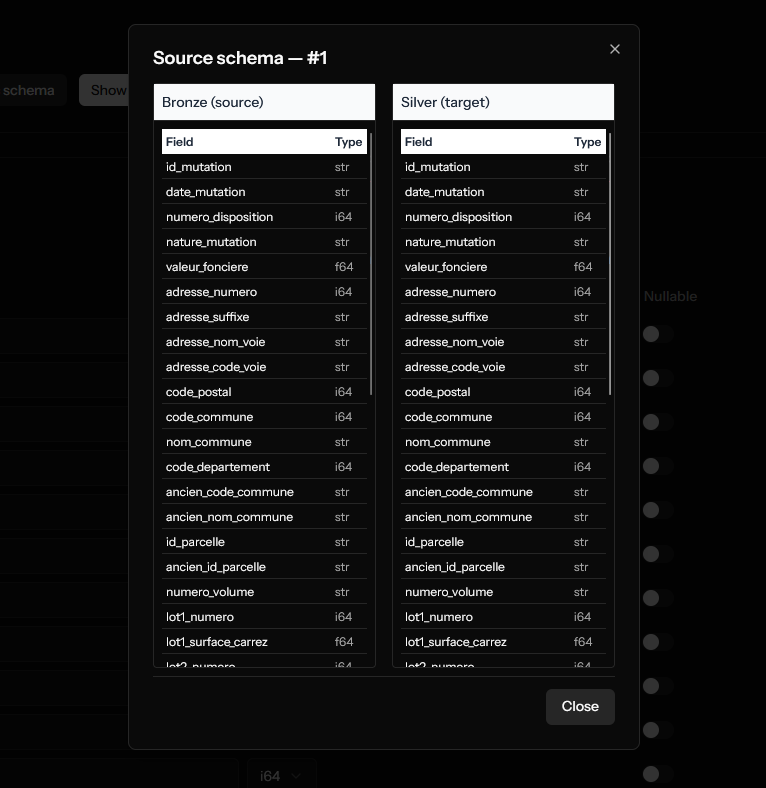 Source schema — #1
schema
Show
Bronze (source)
Field Type
id_mutation str
date_mutation str
numero_disposition i64
nature_mutation str
valeur_fonciere f64
adresse_numero i64
adresse_suffixe str
adresse_nom_voie str
adresse_code_voie str
code_postal i64
code_commune i64
nom_commune str
code_departement i64
ancien_code_commune str
ancien_nom_commune str
id_parcelle str
ancien_id_parcelle str
numero_volume str
lot1_numero i64
lot1_surface_carrez f64
lot2_numero i64
Silver (target)
Field Type
id_mutation str
date_mutation str
numero_disposition i64
nature_mutation str
valeur_fonciere f64
adresse_numero i64
adresse_suffixe str
adresse_nom_voie str
adresse_code_voie str
code_postal i64
code_commune i64
nom_commune str
code_departement i64
ancien_code_commune str
ancien_nom_commune str
id_parcelle str
ancien_id_parcelle str
numero_volume str
lot1_numero i64
lot1_surface_carrez f64
lot2_numero i64
Nullable
Close
i64